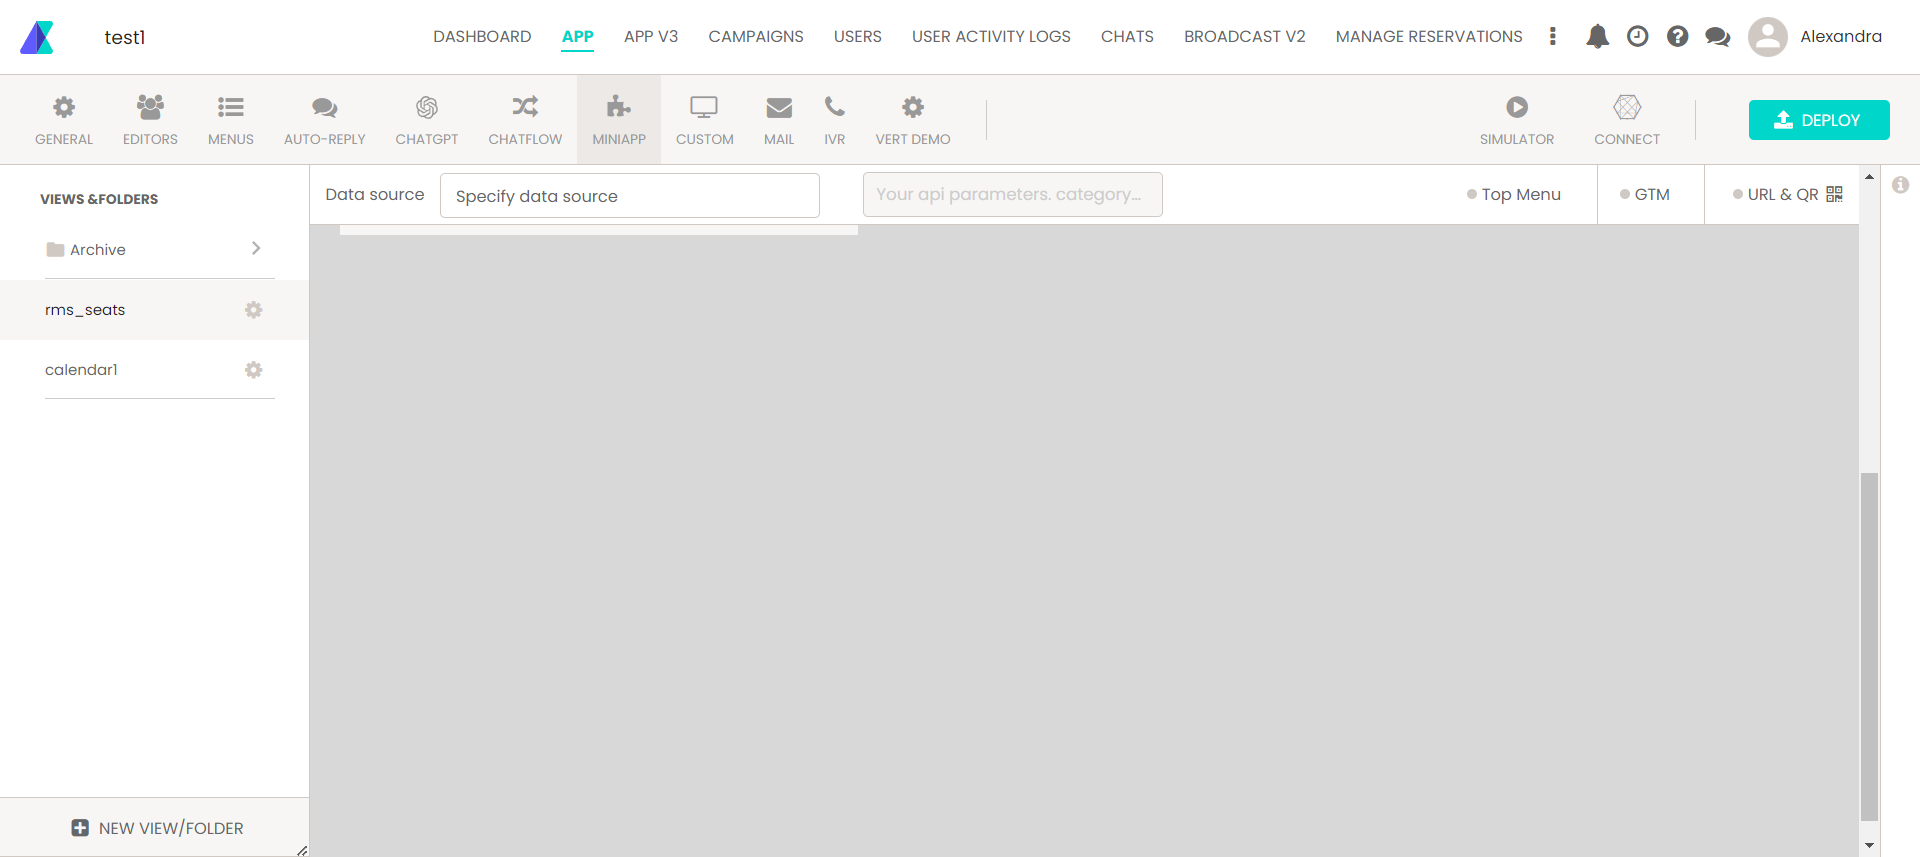 test1
DASHBOARD APP APP V3 CAMPAIGNS USERS USER ACTIVITY LOGS CHATS BROADCAST V2 MANAGE RESERVATIONS Alexandra
GENERAL EDITORS MENUS AUTO-REPLY CHATGPT CHATFLOW MINIAPP CUSTOM MAIL IVR VERT DEMO SIMULATOR CONNECT DEPLOY
VIEWS &FOLDERS
Archive
rms_seats
calendar1
NEW VIEW/FOLDER
Data source Specify data source Your api parameters. category... Top Menu GTM URL & QR